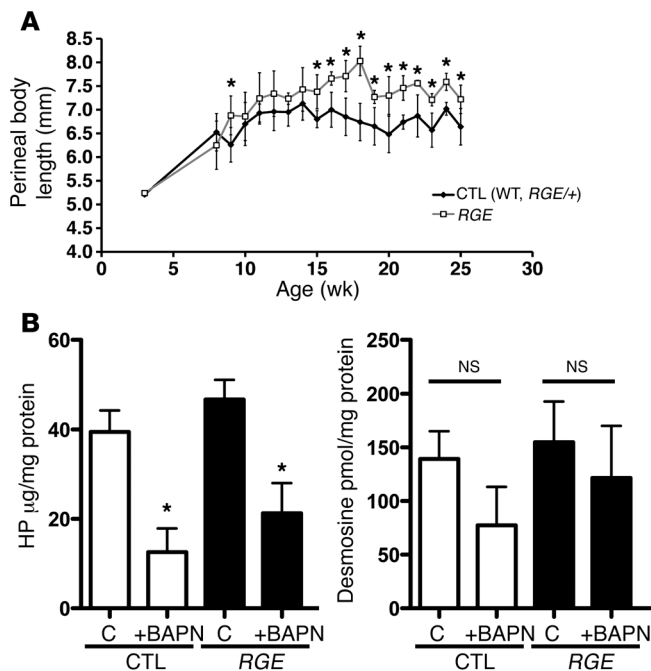 A
8.5
8.0
7.5
7.0
6.5
6.0
5.5
5.0
4.5
4.0
Perineal body
length (mm)
* * * * * * * * * * * *
CTL (WT, RGE/+)
RGE
0 5 10 15 20 25 30
Age (wk)
B
60
40
20
0
HP µg/mg protein
*
*
C +BAPN C +BAPN
CTL RGE
250
200
150
100
50
0
Desmosine pmol/mg protein
NS NS
C +BAPN C +BAPN
CTL RGE